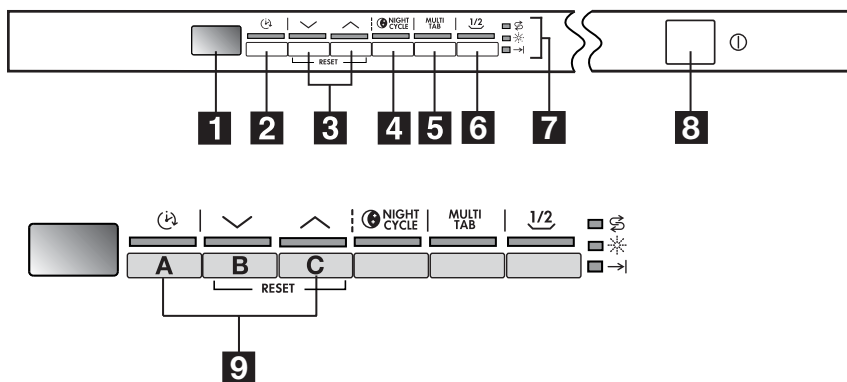 NIGHT CYCLE MULTI TAB 1/2
RESET
1 2 3 4 5 6 7 8
NIGHT CYCLE MULTI TAB 1/2
A B C
RESET
9